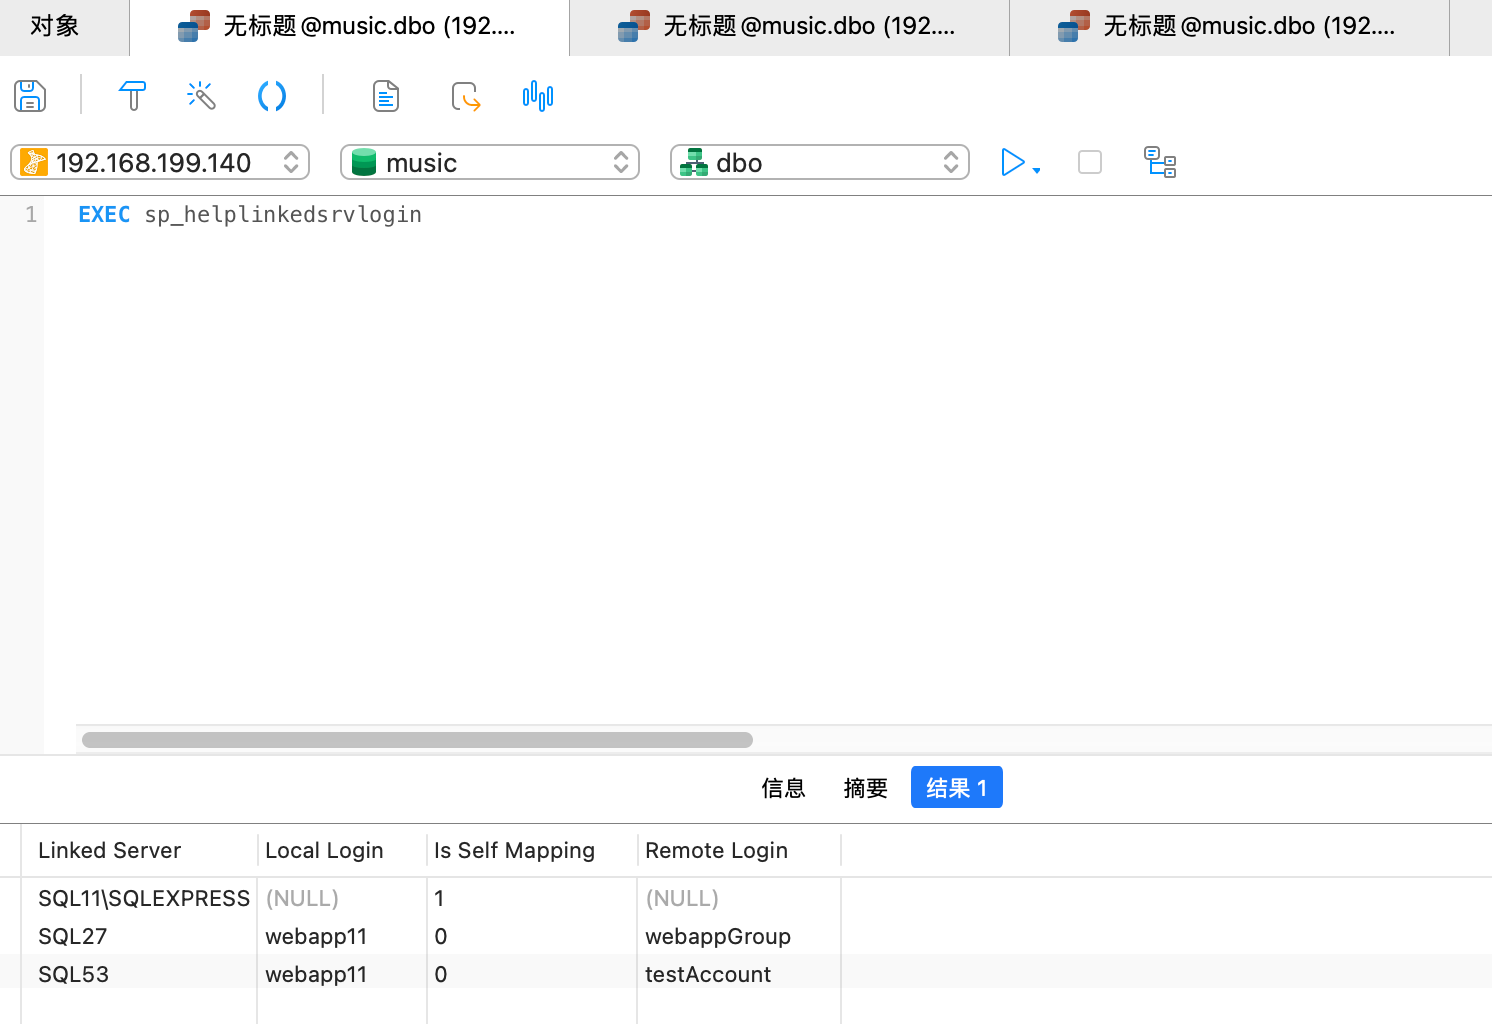 对象 无标题@music.dbo (192.... 无标题@music.dbo (192.... 无标题@music.dbo (192....
192.168.199.140 music dbo
1 EXEC sp_helplinkedsrvlogin
信息 摘要 结果 1
Linked Server Local Login Is Self Mapping Remote Login
SQL11\SQLEXPRESS (NULL) 1 (NULL)
SQL27 webapp11 0 webappGroup
SQL53 webapp11 0 testAccount